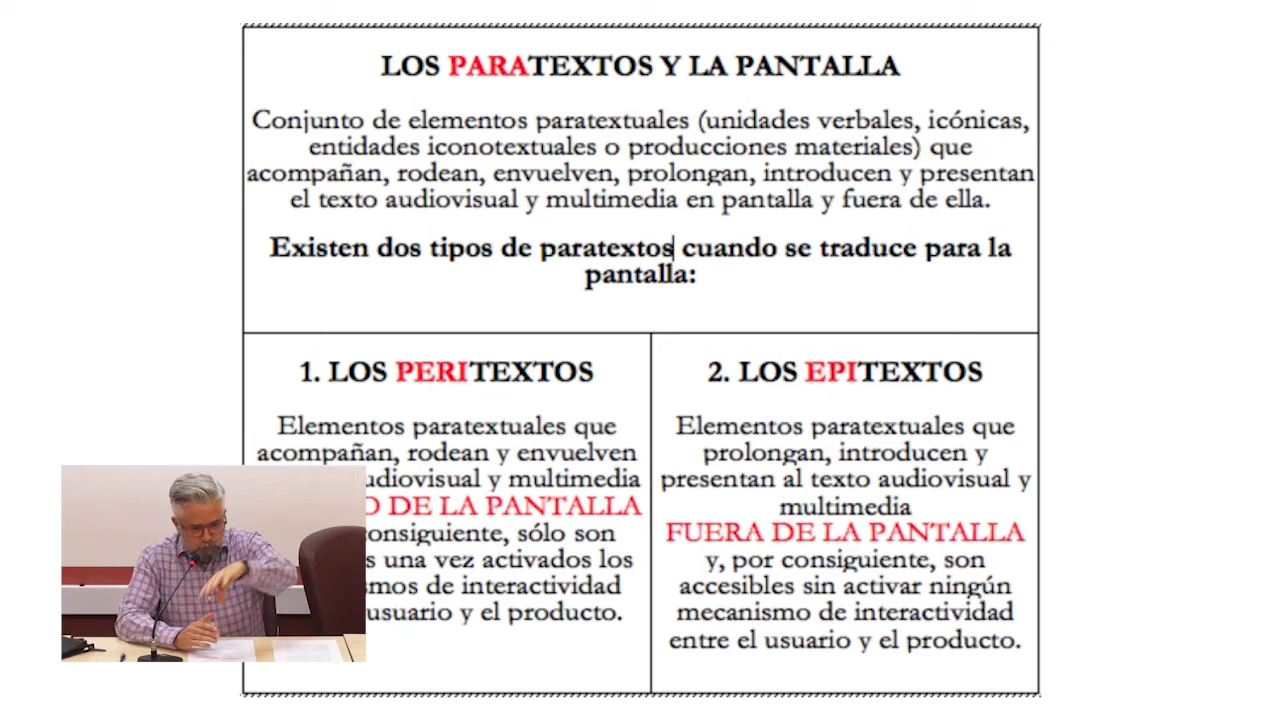 LOS PARATEXTOS Y LA PANTALLA
Conjunto de elementos paratextuales (unidades verbales, icónicas,
entidades iconotextuales o producciones materiales) que
acompañan, rodean, envuelven, prolongan, introducen y presentan
el texto audiovisual y multimedia en pantalla y fuera de ella.
Existen dos tipos de paratextos cuando se traduce para la
pantalla:
1. LOS PERITEXTOS
Elementos paratextuales que
acompañan, rodean y envuelven
y multimedia
DE LA PANTALLA
sólo son
una vez activados los
de interactividad
usuario y el producto.
2. LOS EPITEXTOS
Elementos paratextuales que
prolongan, introducen y
presentan al texto audiovisual y
multimedia
FUERA DE LA PANTALLA
y, por consiguiente, son
accesibles sin activar ningún
mecanismo de interactividad
entre el usuario y el producto.